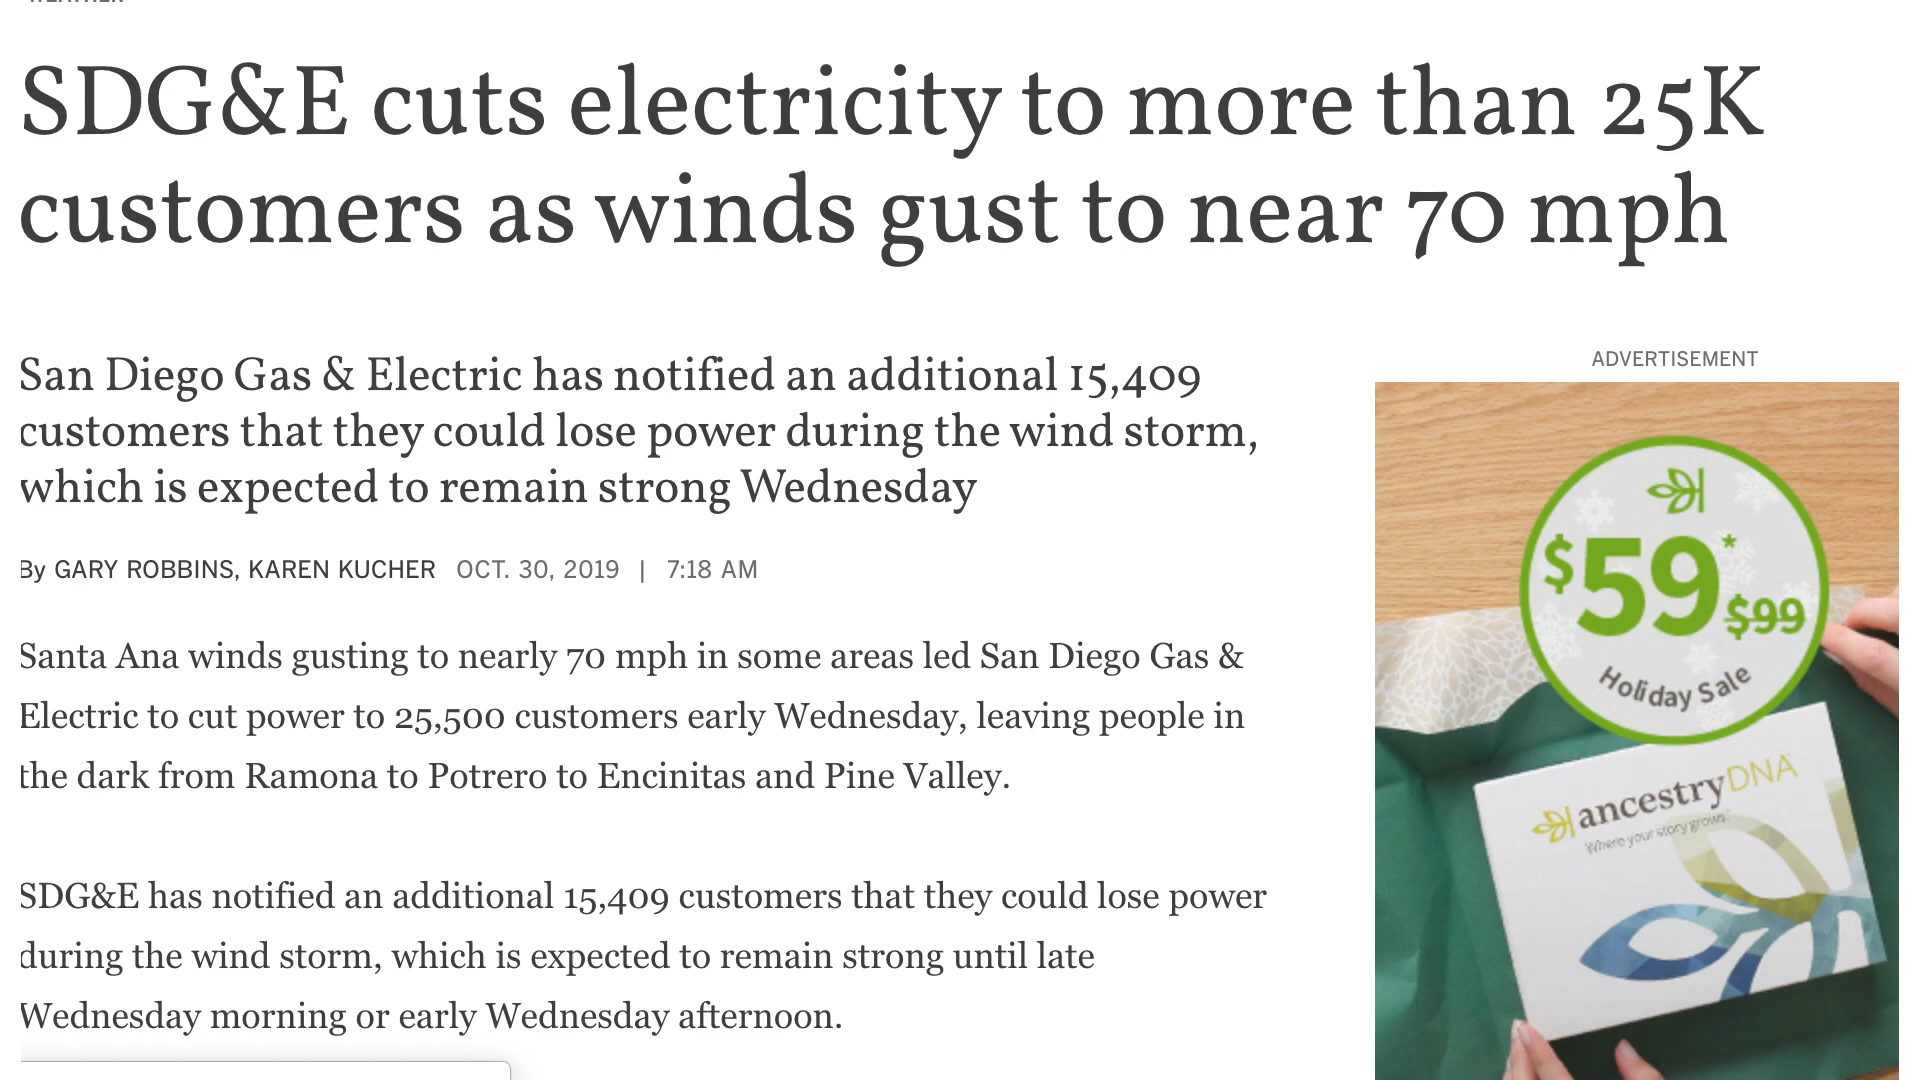 SDG&E cuts electricity to more than 25K
customers as winds gust to near 70 mph
San Diego Gas & Electric has notified an additional 15,409
customers that they could lose power during the wind storm,
which is expected to remain strong Wednesday
By GARY ROBBINS, KAREN KUCHER OCT. 30, 2019 | 7:18 AM
Santa Ana winds gusting to nearly 70 mph in some areas led San Diego Gas &
Electric to cut power to 25,500 customers early Wednesday, leaving people in
the dark from Ramona to Potrero to Encinitas and Pine Valley.
SDG&E has notified an additional 15,409 customers that they could lose power
during the wind storm, which is expected to remain strong until late
Wednesday morning or early Wednesday afternoon.
ADVERTISEMENT
$59* $99
Holiday Sale
ancestryDNA
Where your story grows